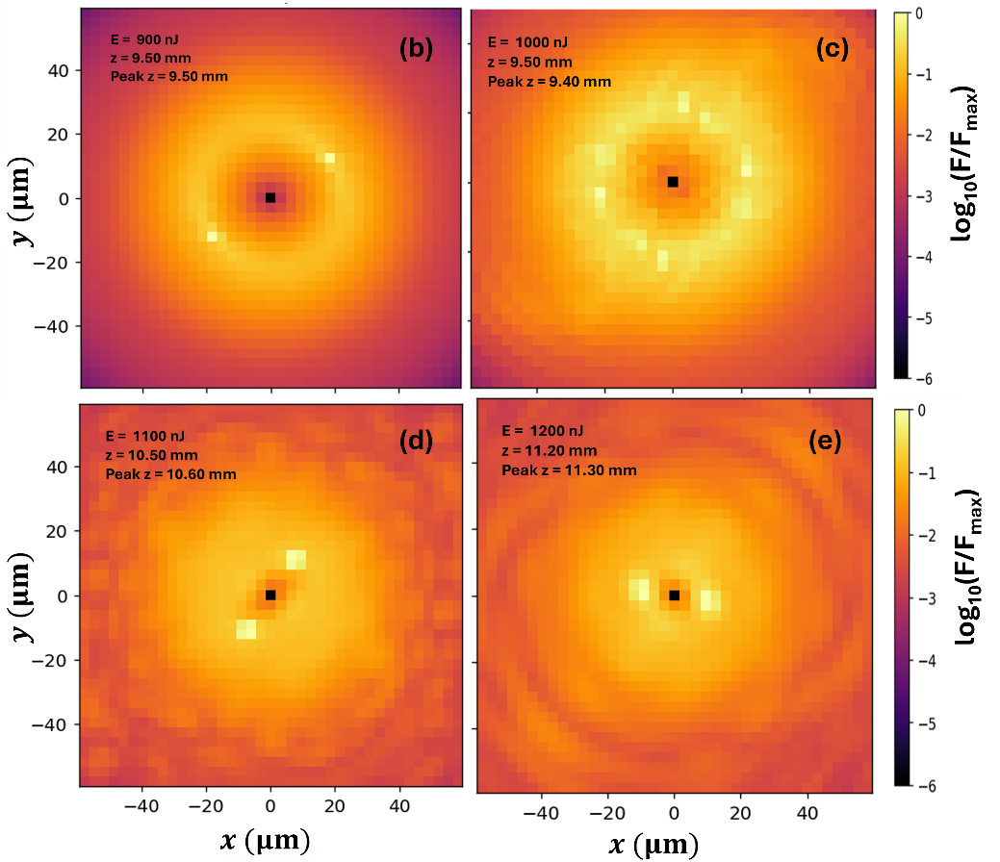 E = 900 nJ
z = 9.50 mm
Peak z = 9.50 mm
(b)
E = 1000 nJ
z = 9.50 mm
Peak z = 9.40 mm
(c)
40
20
0
−20
−40
y (μm)
0
−1
−2
−3
−4
−5
−6
log10(F/Fmax)
E = 1100 nJ
z = 10.50 mm
Peak z = 10.60 mm
(d)
E = 1200 nJ
z = 11.20 mm
Peak z = 11.30 mm
(e)
40
20
0
−20
−40
y (μm)
0
−1
−2
−3
−4
−5
−6
log10(F/Fmax)
−40 −20 0 20 40
x (μm)
−40 −20 0 20 40
x (μm)